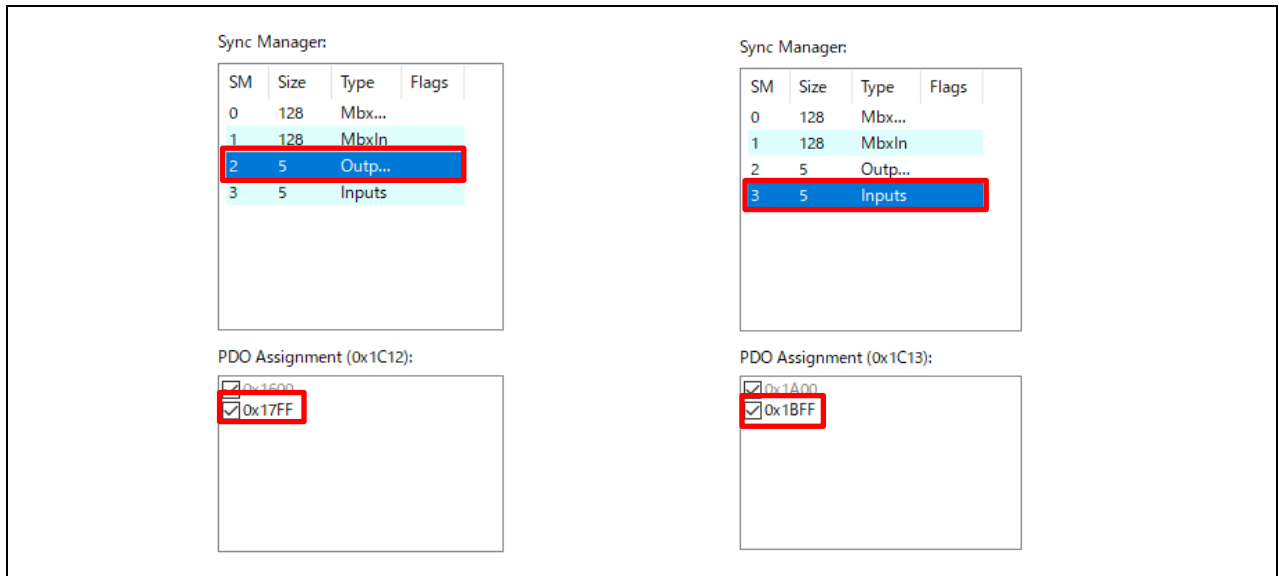 Sync Manager:
SM Size Type Flags
0 128 Mbx...
1 128 MbxIn
2 5 Outp...
3 5 Inputs
PDO Assignment (0x1C12):
0x1600
0x17FF
Sync Manager:
SM Size Type Flags
0 128 Mbx...
1 128 MbxIn
2 5 Outp...
3 5 Inputs
PDO Assignment (0x1C13):
0x1A00
0x1BFF